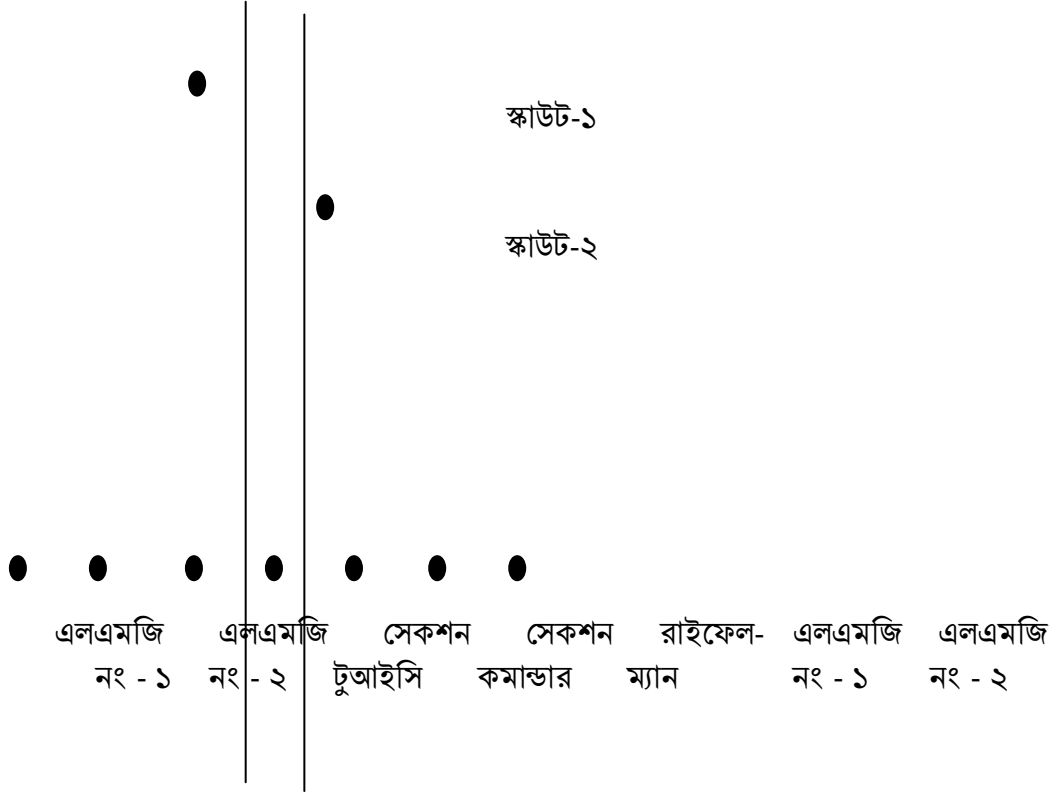 স্কাউট-১
স্কাউট-২
এলএমজি এলএমজি সেকশন সেকশন রাইফেল- এলএমজি এলএমজি
নং - ১ নং - ২ টুআইসি কমান্ডার ম্যান নং - ১ নং - ২